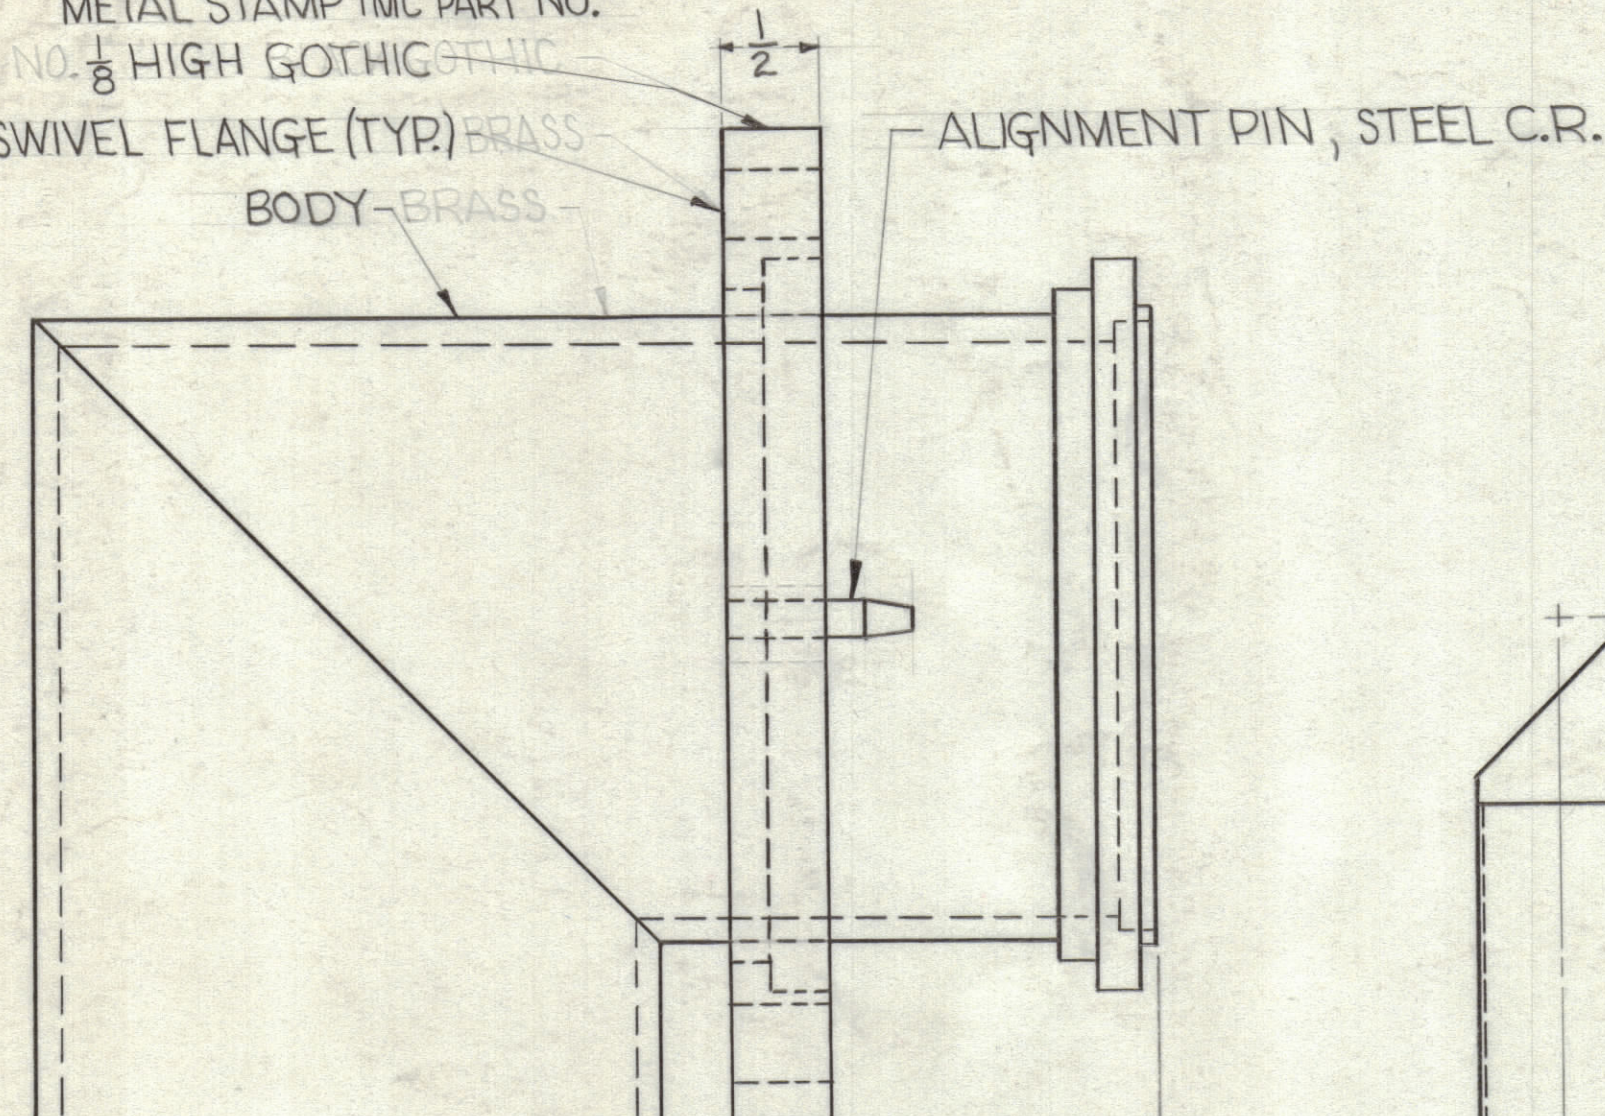 METAL STAMP TMC PART NO.
NO. 1/8 HIGH GOTHIC GOTHIC
1/2
SWIVEL FLANGE (TYP.) BRASS
ALIGNMENT PIN, STEEL C.R.
BODY BRASS